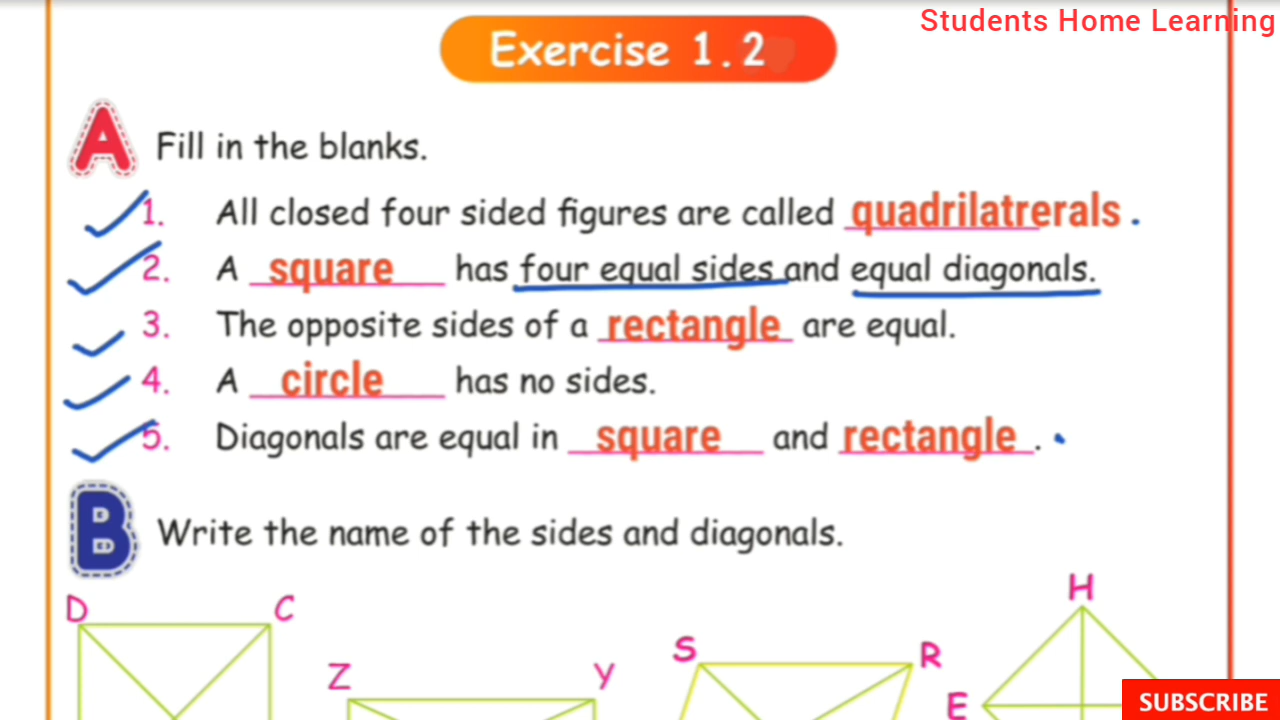 Students Home Learning
Exercise 1.2
A Fill in the blanks.
1. All closed four sided figures are called quadrilatrerals .
2. A square has four equal sides and equal diagonals.
3. The opposite sides of a rectangle are equal.
4. A circle has no sides.
5. Diagonals are equal in square and rectangle .
B Write the name of the sides and diagonals.
D C
Z Y
S R
H
E
SUBSCRIBE